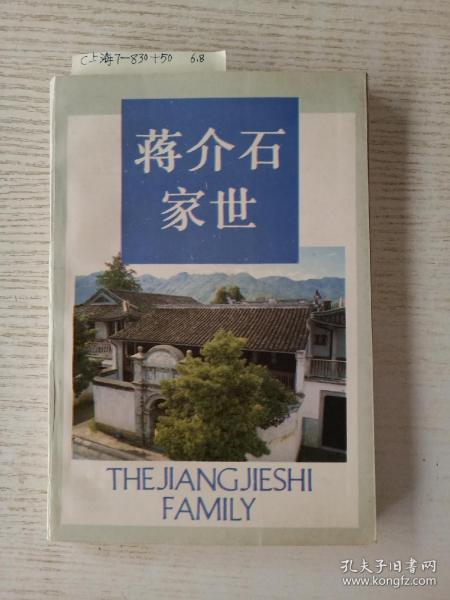 C上海7-830+50 6.8
蒋介石
家世
THEJIANGJIESHI
FAMILY
孔夫子旧书网
www.kongfz.com